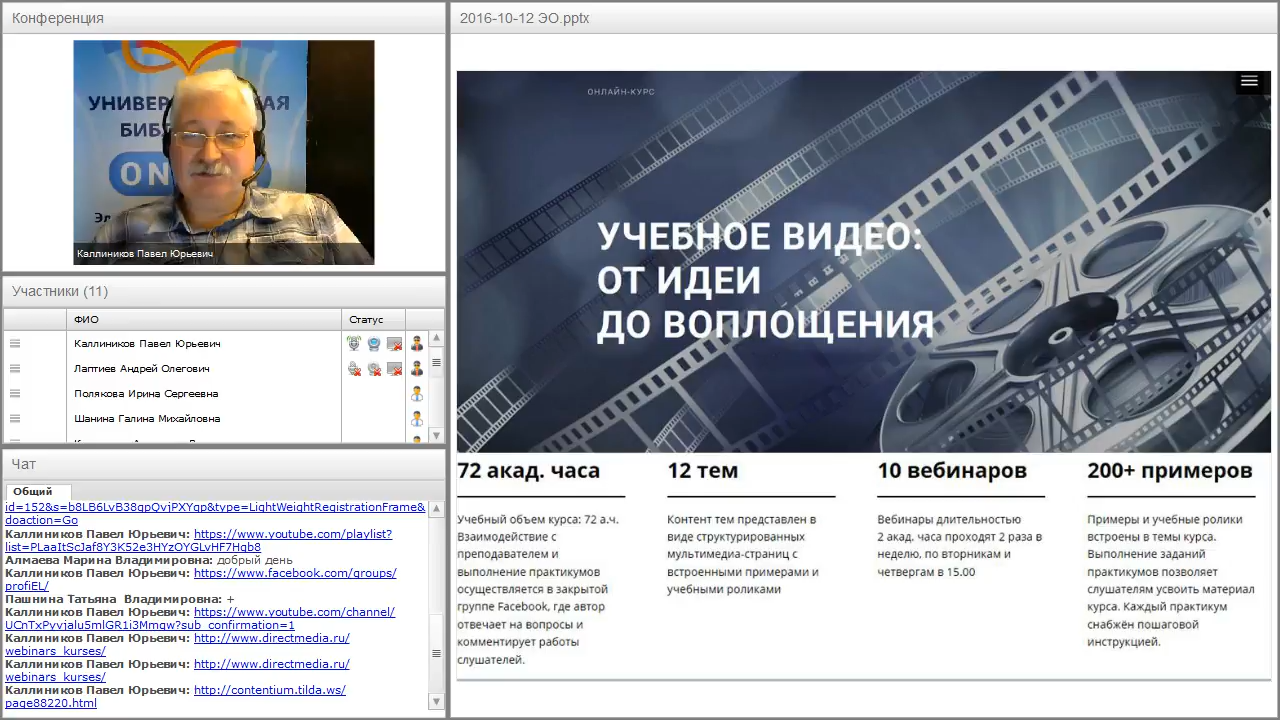 Конференция
УНИВЕР АЯ
БИБЛ
ON
Эл
Каллиников Павел Юрьевич
Участники (11)
ФИО Статус
Каллиников Павел Юрьевич
Лаптиев Андрей Олегович
Полякова Ирина Сергеевна
Шанина Галина Михайловна
Чат
Общий
id=152&s=b8LB6LvB38gpQvjPXYqp&type=LightWeightRegistrationFrame&
doaction=Go
Каллиников Павел Юрьевич: https://www.youtube.com/playlist?
list=PLaaItScJaf8Y3K52e3HYzOYGLvHF7Hgb8
Алмаева Марина Владимировна: добрый день
Каллиников Павел Юрьевич: https://www.facebook.com/groups/
profiEL/
Пашнина Татьяна Владимировна: +
Каллиников Павел Юрьевич: https://www.youtube.com/channel/
UCnTxPyvjalu5mlGR1i3Mmqw?sub_confirmation=1
Каллиников Павел Юрьевич: http://www.directmedia.ru/
webinars_kurses/
Каллиников Павел Юрьевич: http://www.directmedia.ru/
webinars_kurses/
Каллиников Павел Юрьевич: http://contentium.tilda.ws/
page88220.html
2016-10-12 ЭО.pptx
ОНЛАЙН-КУРС
УЧЕБНОЕ ВИДЕО:
ОТ ИДЕИ
ДО ВОПЛОЩЕНИЯ
72 акад. часа
Учебный объем курса: 72 а.ч.
Взаимодействие с
преподавателем и
выполнение практикумов
осуществляется в закрытой
группе Facebook, где автор
отвечает на вопросы и
комментирует работы
слушателей.
12 тем
Контент тем представлен в
виде структурированных
мультимедиа-страниц с
встроенными примерами и
учебными роликами
10 вебинаров
Вебинары длительностью
2 акад. часа проходят 2 раза в
неделю, по вторникам и
четвергам в 15.00
200+ примеров
Примеры и учебные ролики
встроены в темы курса.
Выполнение заданий
практикумов позволяет
слушателям усвоить материал
курса. Каждый практикум
снабжён пошаговой
инструкцией.